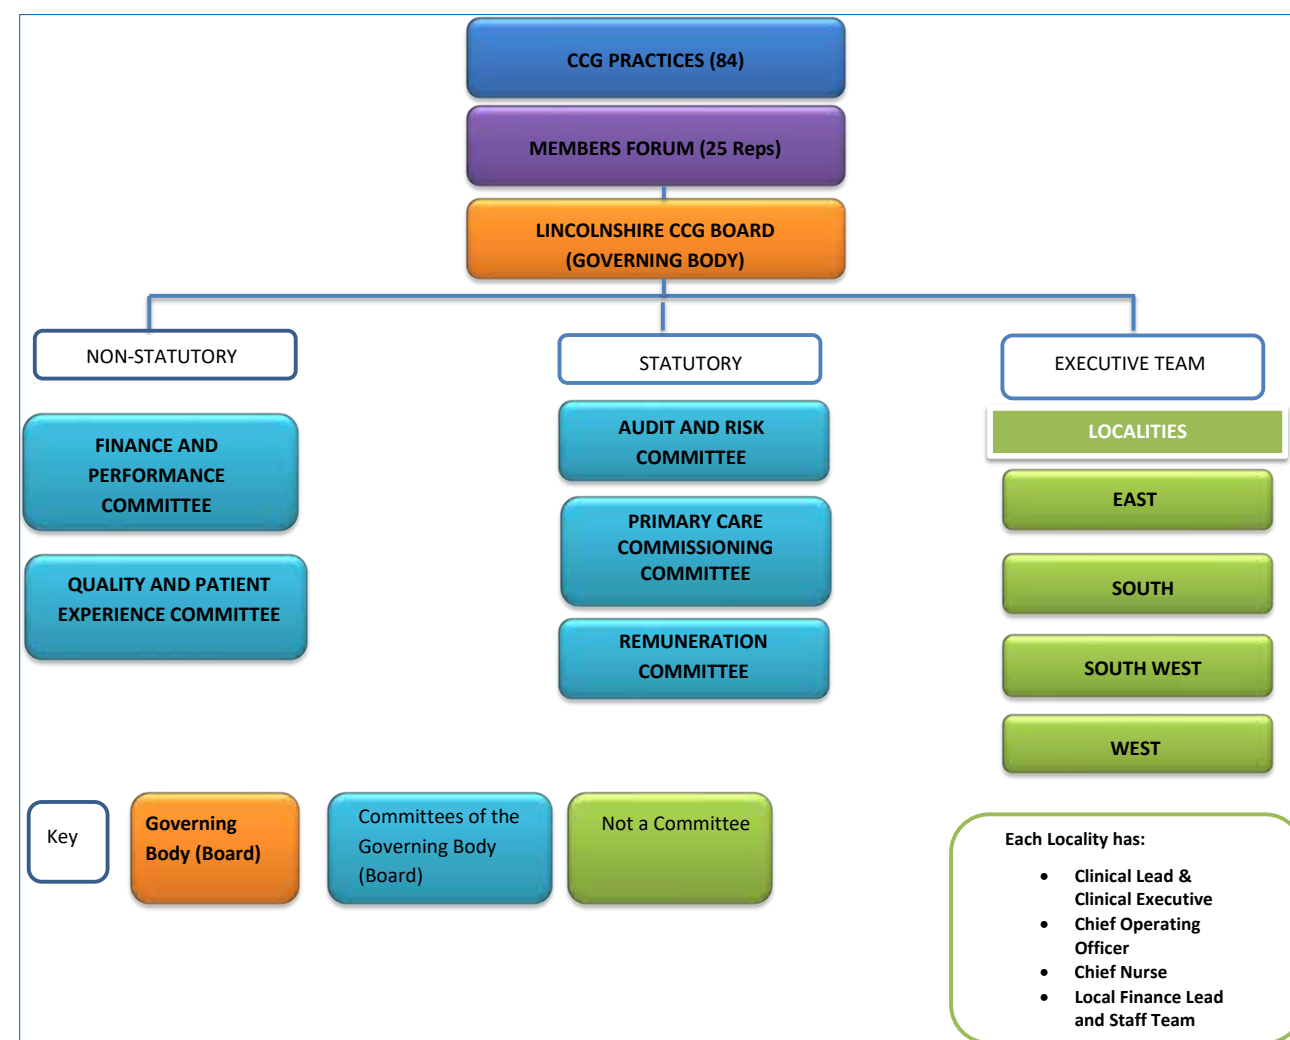 CCG PRACTICES (84)
MEMBERS FORUM (25 Reps)
LINCOLNSHIRE CCG BOARD
(GOVERNING BODY)
NON-STATUTORY
FINANCE AND
PERFORMANCE
COMMITTEE
QUALITY AND PATIENT
EXPERIENCE COMMITTEE
STATUTORY
AUDIT AND RISK
COMMITTEE
PRIMARY CARE
COMMISSIONING
COMMITTEE
REMUNERATION
COMMITTEE
EXECUTIVE TEAM
LOCALITIES
EAST
SOUTH
SOUTH WEST
WEST
Key
Governing
Body (Board)
Committees of the
Governing Body
(Board)
Not a Committee
Each Locality has:
• Clinical Lead &
Clinical Executive
• Chief Operating
Officer
• Chief Nurse
• Local Finance Lead
and Staff Team